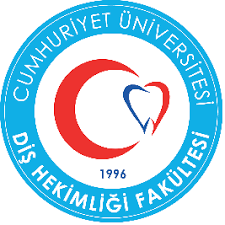 CUMHURİYET ÜNİVERSİTESİ
1996
DİŞ HEKİMLİĞİ FAKÜLTESİ